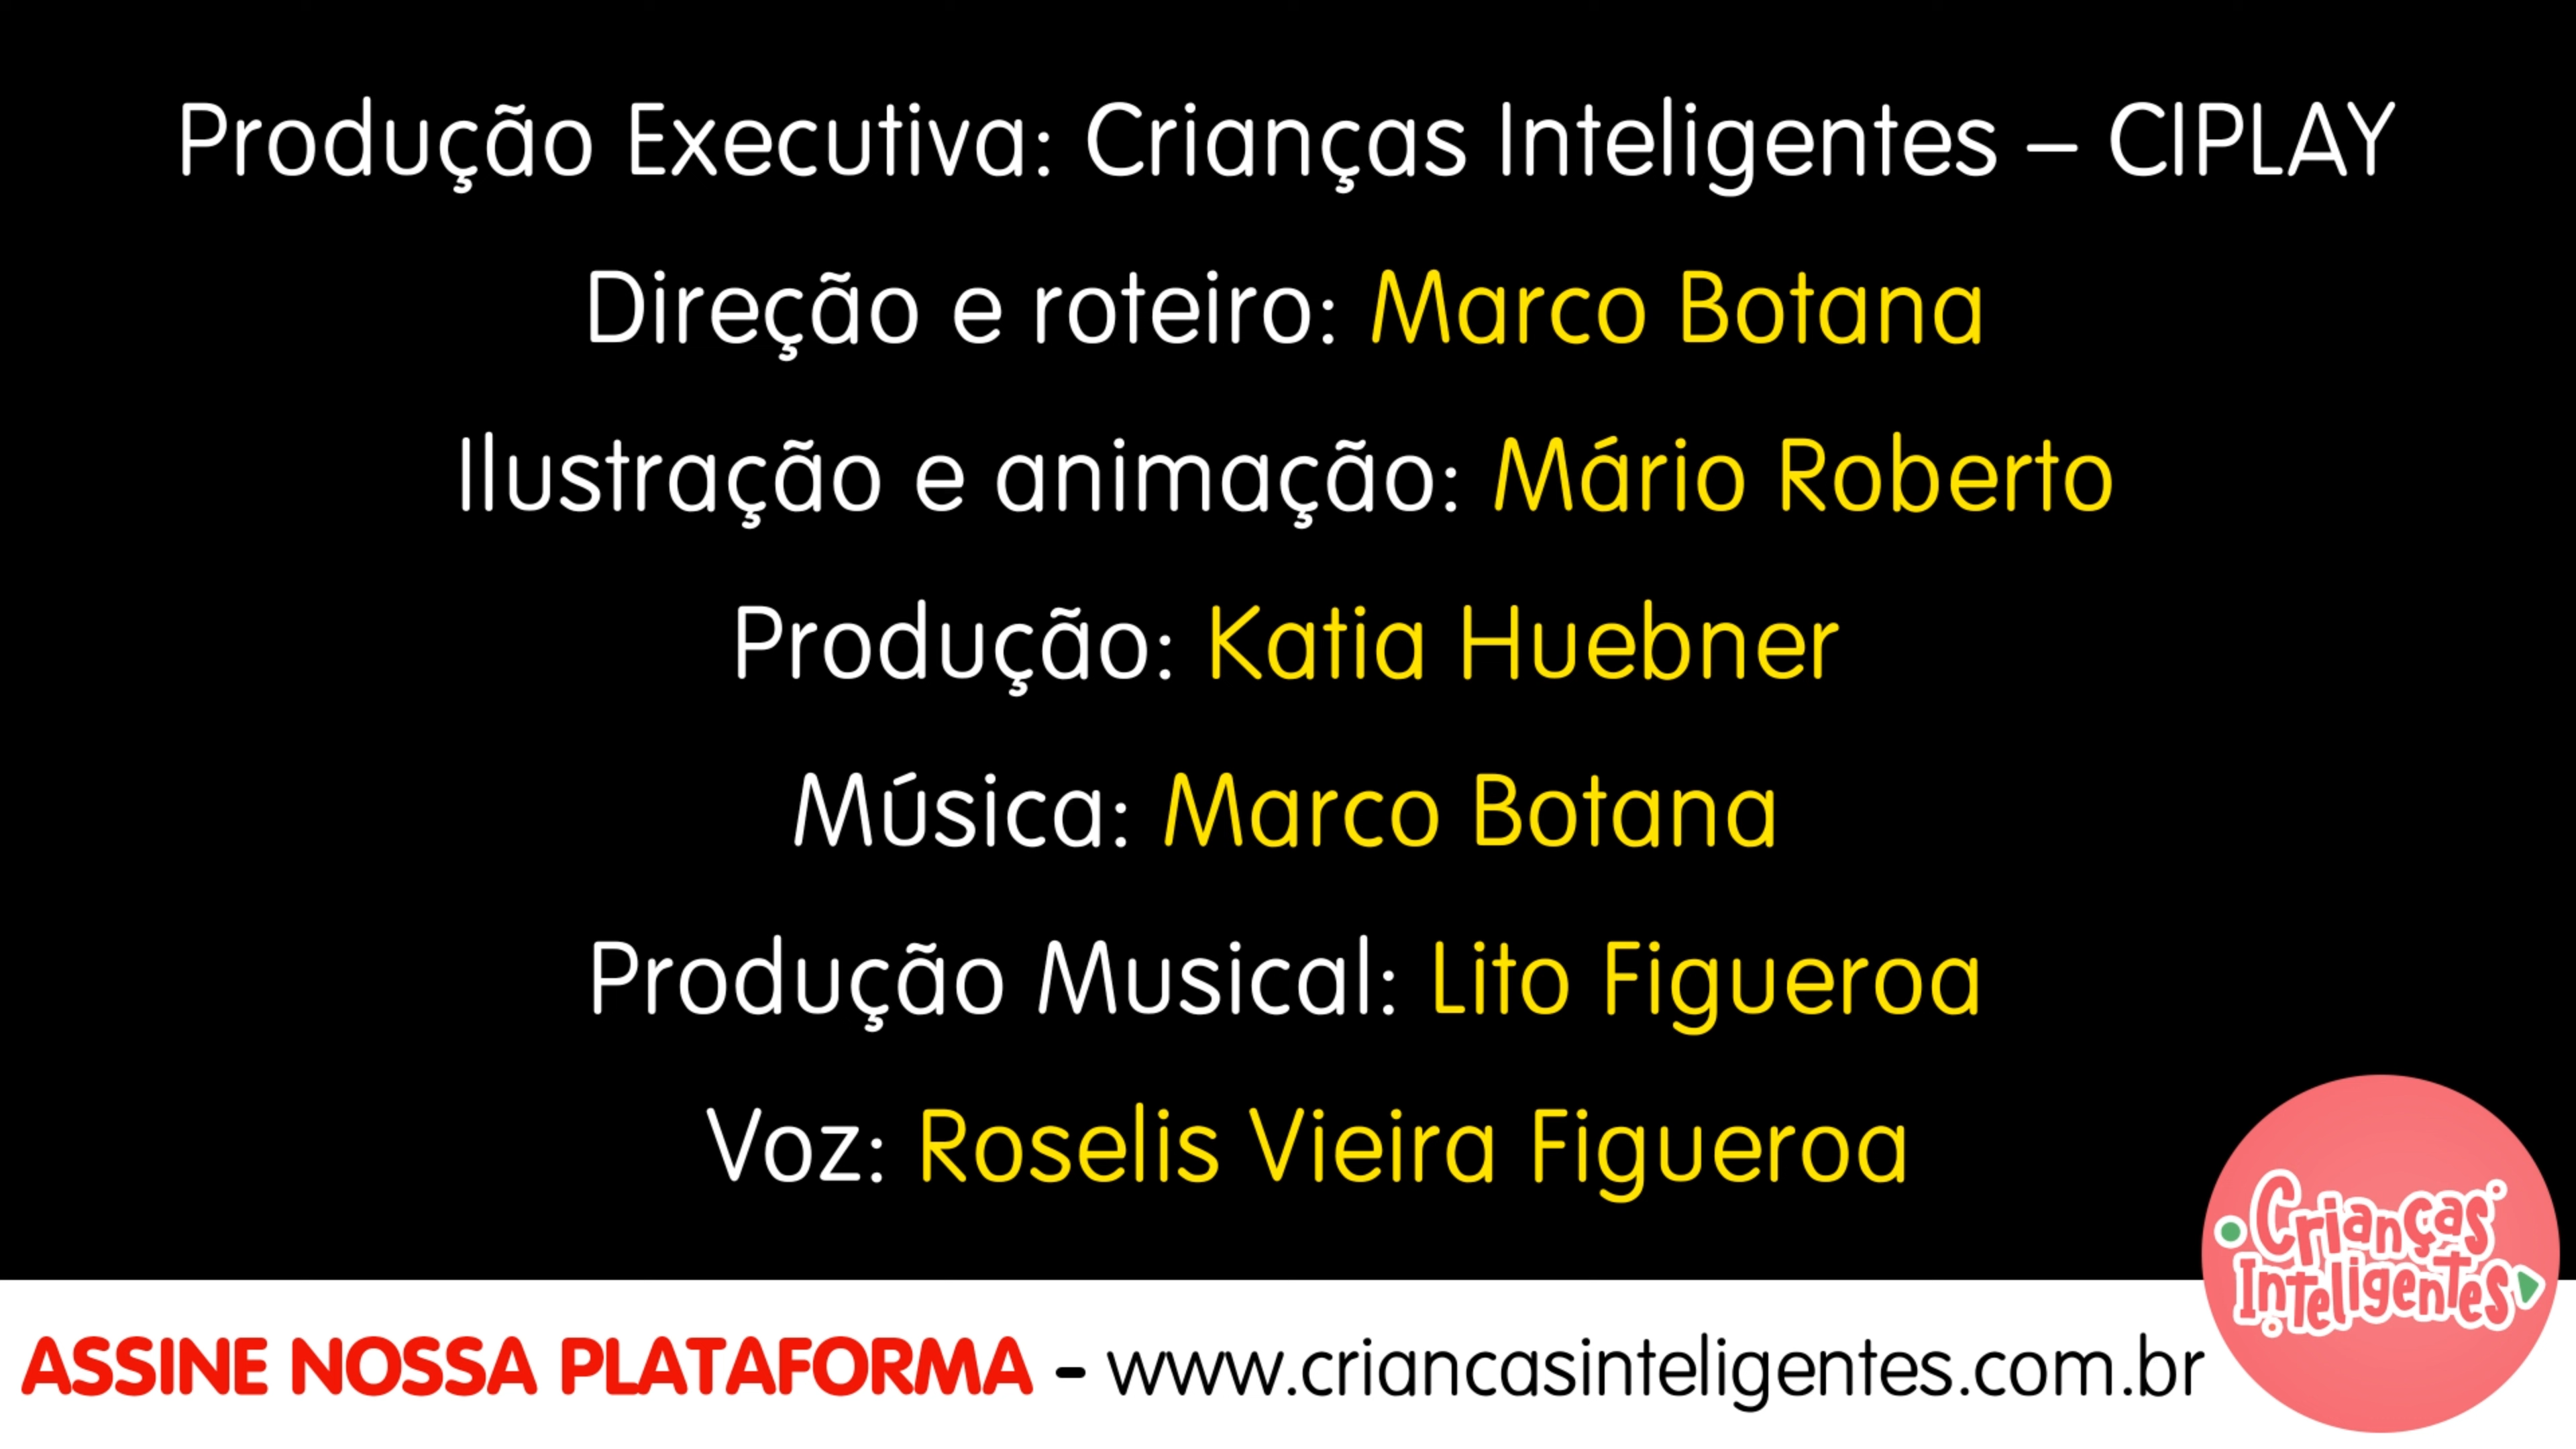 Produção Executiva: Crianças Inteligentes – CIPLAY
Direção e roteiro: Marco Botana
Ilustração e animação: Mário Roberto
Produção: Katia Huebner
Música: Marco Botana
Produção Musical: Lito Figueroa
Voz: Roselis Vieira Figueroa
Crianças
Inteligentes
ASSINE NOSSA PLATAFORMA - www.criancasinteligentes.com.br